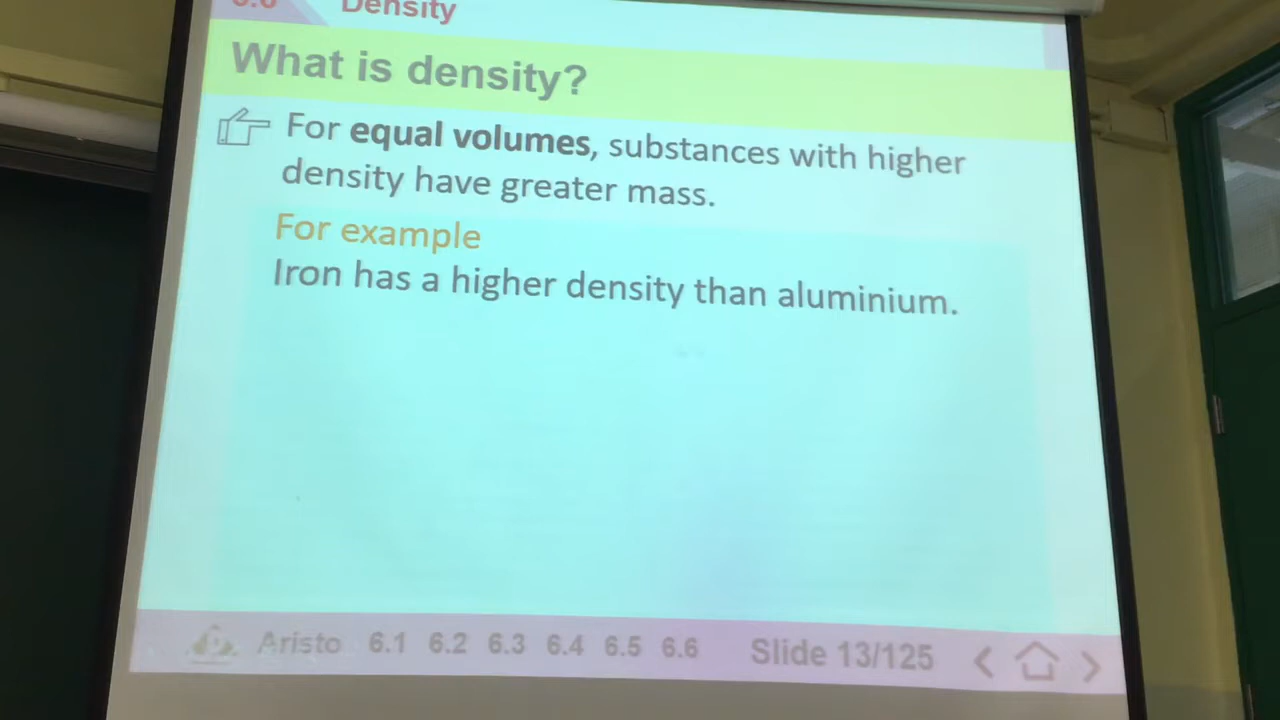 6.6 Density
What is density?
For equal volumes, substances with higher
density have greater mass.
For example
Iron has a higher density than aluminium.
Aristo 6.1 6.2 6.3 6.4 6.5 6.6 Slide 13/125